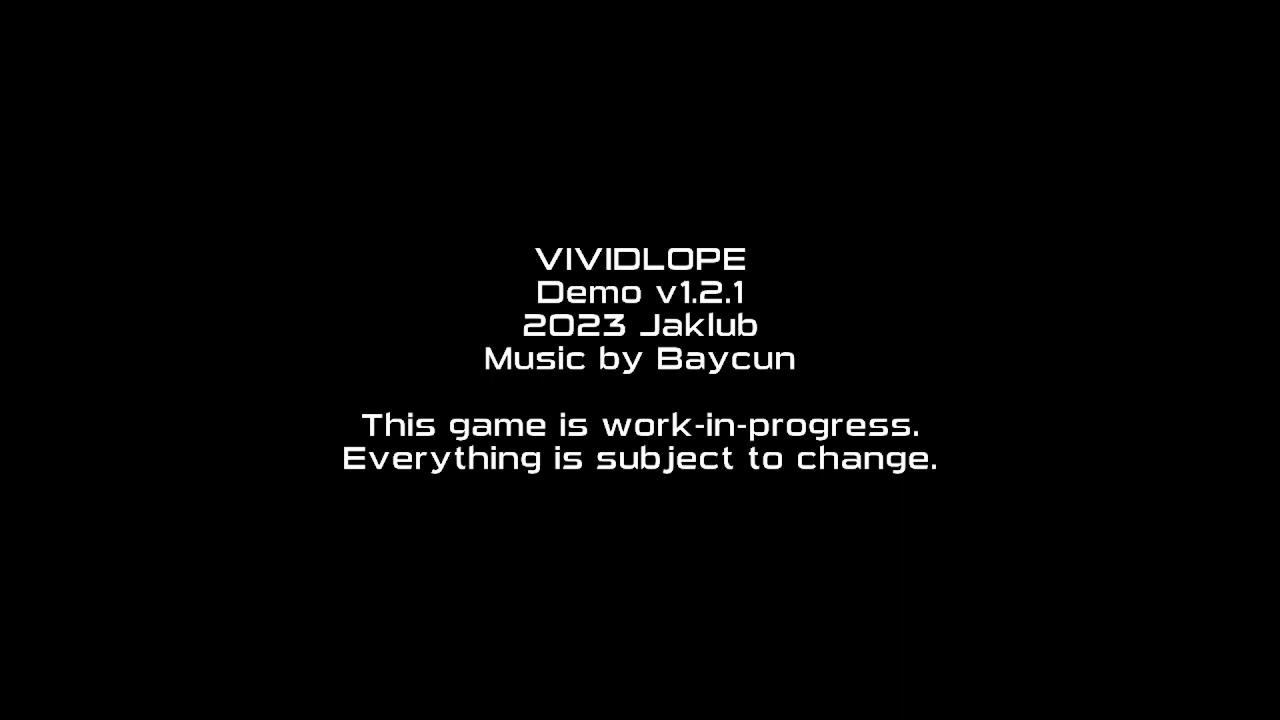 VIVIDLOPE
Demo v1.2.1
2023 Jaklub
Music by Baycun
This game is work-in-progress.
Everything is subject to change.